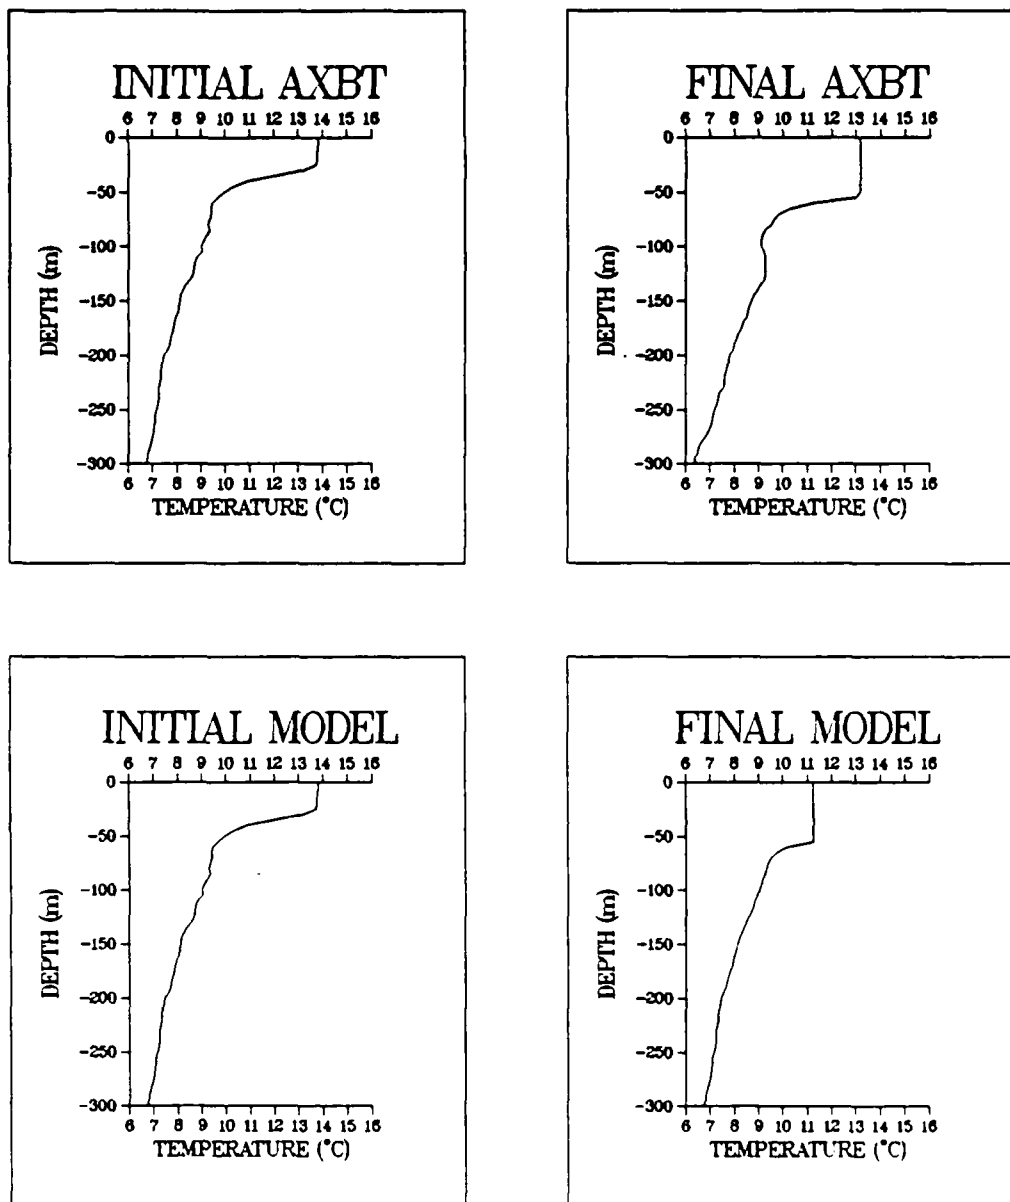 INITIAL AXBT
6 7 8 9 10 11 12 13 14 15 16
0
-50
-100
-150
-200
-250
-300
DEPTH (m)
6 7 8 9 10 11 12 13 14 15 16
TEMPERATURE (°C)
FINAL AXBT
6 7 8 9 10 11 12 13 14 15 16
0
-50
-100
-150
-200
-250
-300
DEPTH (m)
6 7 8 9 10 11 12 13 14 15 16
TEMPERATURE (°C)
INITIAL MODEL
6 7 8 9 10 11 12 13 14 15 16
0
-50
-100
-150
-200
-250
-300
DEPTH (m)
6 7 8 9 10 11 12 13 14 15 16
TEMPERATURE (°C)
FINAL MODEL
6 7 8 9 10 11 12 13 14 15 16
0
-50
-100
-150
-200
-250
-300
DEPTH (m)
6 7 8 9 10 11 12 13 14 15 16
TEMPERATURE (°C)